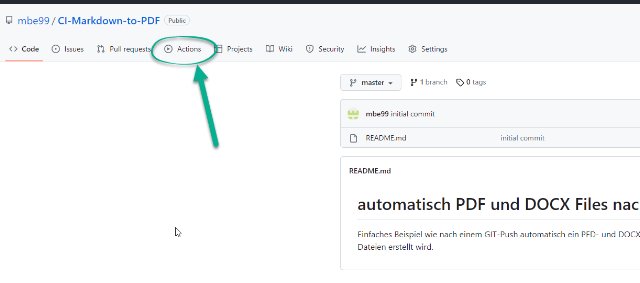 mbe99 / CI-Markdown-to-PDF Public
Code Issues Pull requests Actions Projects Wiki Security Insights Settings
master 1 branch 0 tags
mbe99 initial commit
README.md initial commit
README.md
automatisch PDF und DOCX Files nac
Einfaches Beispiel wie nach einem GIT-Push automatisch ein PFD- und DOCX
Dateien erstellt wird.